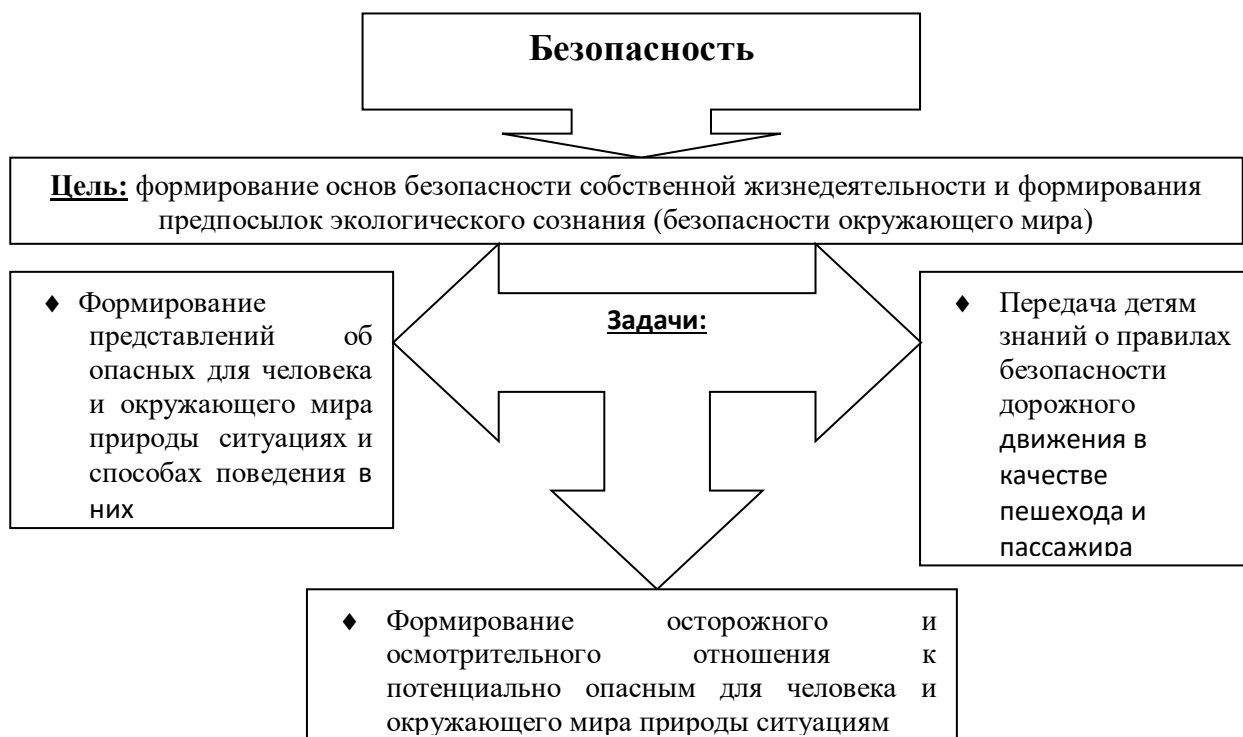 Безопасность
Цель: формирование основ безопасности собственной жизнедеятельности и формирования
предпосылок экологического сознания (безопасности окружающего мира)
Задачи:
♦ Формирование
представлений об
опасных для человека
и окружающего мира
природы ситуациях и
способах поведения в
них
♦ Передача детям
знаний о правилах
безопасности
дорожного
движения в
качестве
пешехода и
пассажира
♦ Формирование осторожного и
осмотрительного отношения к
потенциально опасным для человека и
окружающего мира природы ситуациям